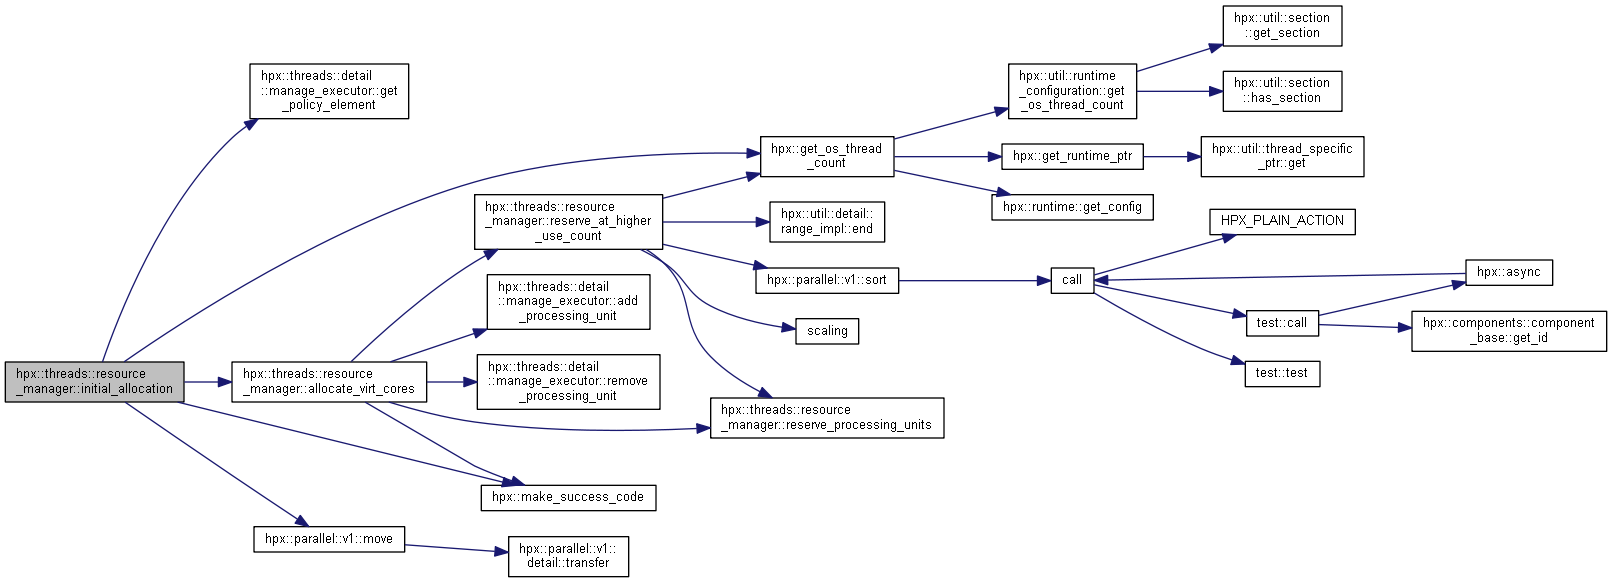 hpx::util::section
::get_section
hpx::threads::detail
::manage_executor::get
_policy_element
hpx::util::runtime
_configuration::get
_os_thread_count
hpx::util::section
::has_section
hpx::get_os_thread
_count
hpx::get_runtime_ptr
hpx::util::thread_specific
_ptr::get
hpx::threads::resource
_manager::reserve_at_higher
_use_count
hpx::util::detail::
range_impl::end
hpx::runtime::get_config
HPX_PLAIN_ACTION
hpx::parallel::v1::sort
call
hpx::async
hpx::threads::detail
::manage_executor::add
_processing_unit
scaling
test::call
hpx::components::component
_base::get_id
hpx::threads::resource
_manager::initial_allocation
hpx::threads::resource
_manager::allocate_virt_cores
hpx::threads::detail
::manage_executor::remove
_processing_unit
test::test
hpx::threads::resource
_manager::reserve_processing_units
hpx::make_success_code
hpx::parallel::v1::move
hpx::parallel::v1::
detail::transfer